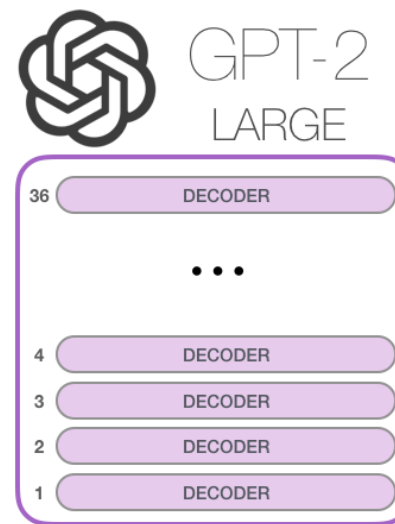 GPT-2
LARGE
36 DECODER
...
4 DECODER
3 DECODER
2 DECODER
1 DECODER